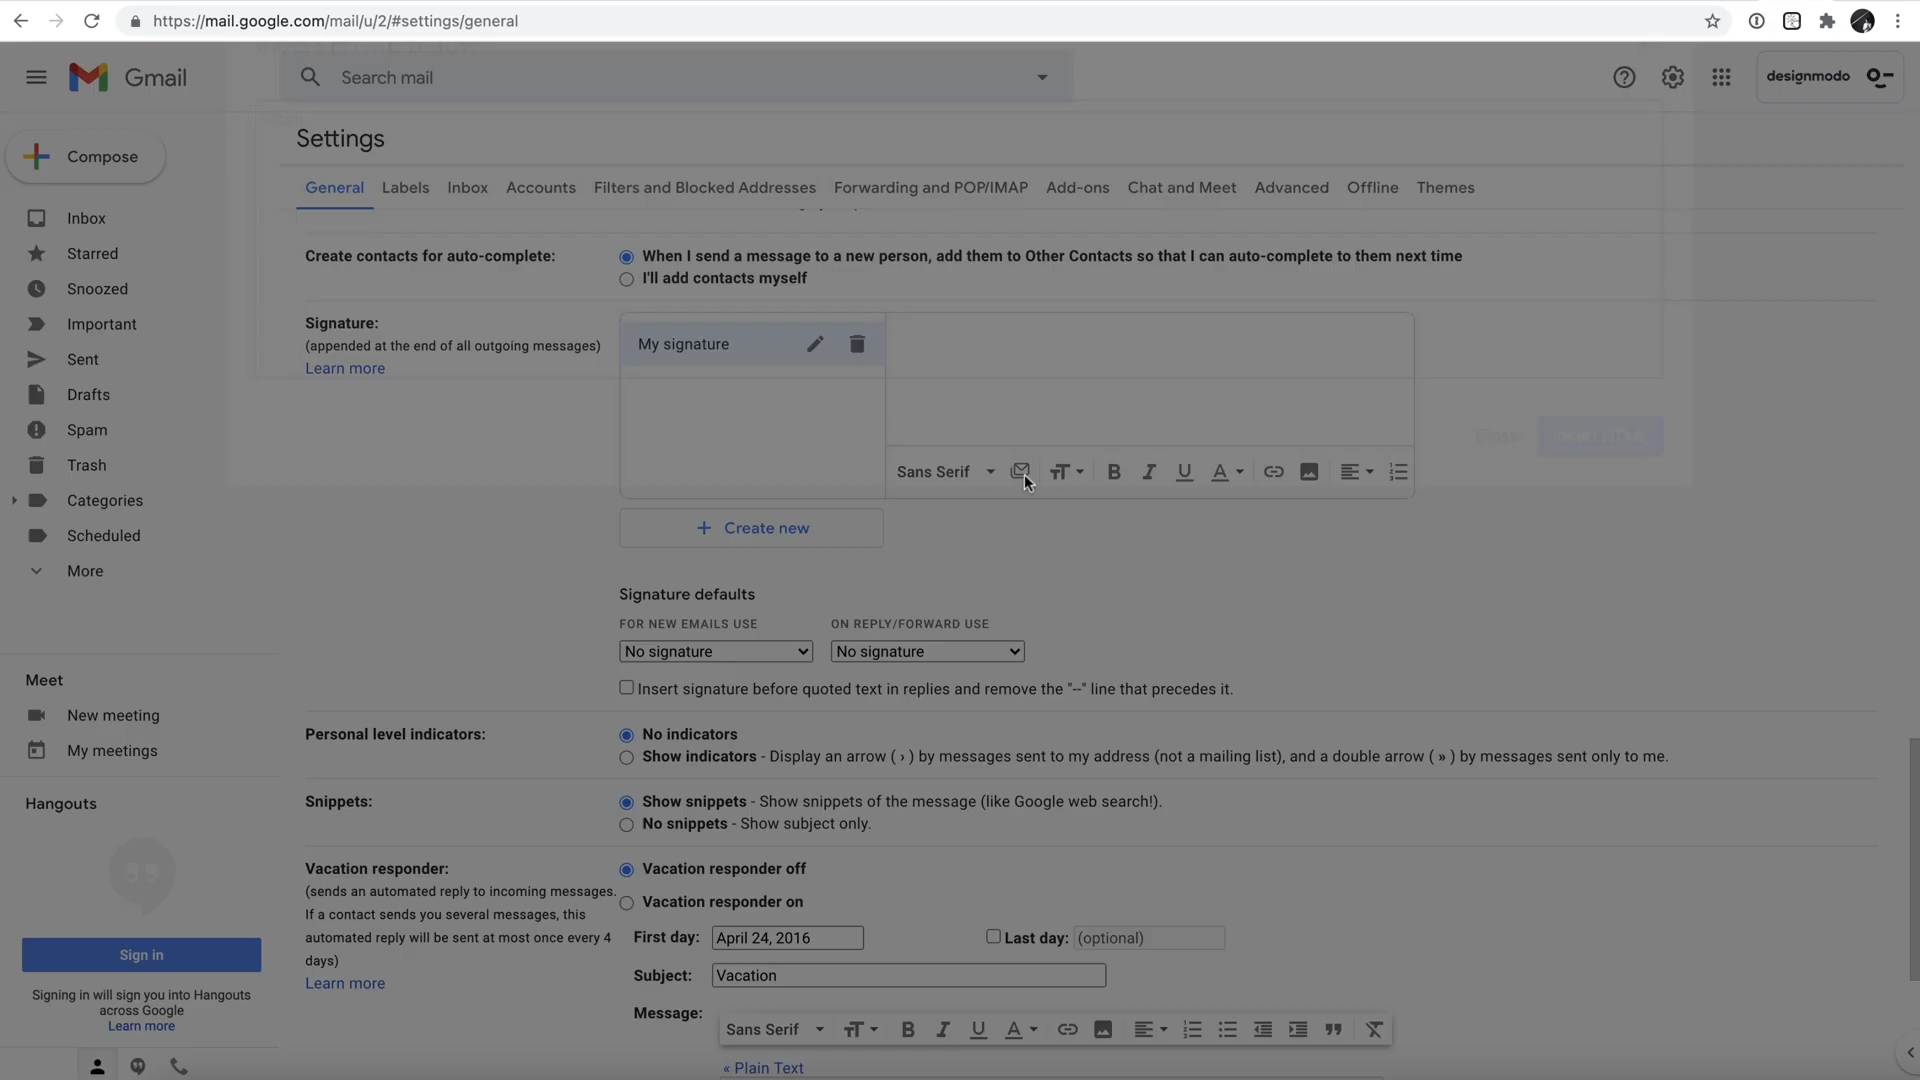 https://mail.google.com/mail/u/2/#settings/general
Gmail
Search mail
designmodo
Settings
Compose
General Labels Inbox Accounts Filters and Blocked Addresses Forwarding and POP/IMAP Add-ons Chat and Meet Advanced Offline Themes
Inbox
Starred
Snoozed
Important
Sent
Drafts
Spam
Trash
Categories
Scheduled
More
Create contacts for auto-complete:
When I send a message to a new person, add them to Other Contacts so that I can auto-complete to them next time
I'll add contacts myself
Signature:
(appended at the end of all outgoing messages)
Learn more
My signature
Close Insert HTML
Sans Serif
Create new
Signature defaults
FOR NEW EMAILS USE ON REPLY/FORWARD USE
No signature No signature
Insert signature before quoted text in replies and remove the "--" line that precedes it.
Meet
New meeting
My meetings
Personal level indicators:
No indicators
Show indicators - Display an arrow ( › ) by messages sent to my address (not a mailing list), and a double arrow ( » ) by messages sent only to me.
Hangouts
Snippets:
Show snippets - Show snippets of the message (like Google web search!).
No snippets - Show subject only.
Vacation responder:
(sends an automated reply to incoming messages.
If a contact sends you several messages, this
automated reply will be sent at most once every 4
days)
Learn more
Vacation responder off
Vacation responder on
First day: April 24, 2016 Last day: (optional)
Subject: Vacation
Message:
Sans Serif
« Plain Text
Sign in
Signing in will sign you into Hangouts
across Google
Learn more